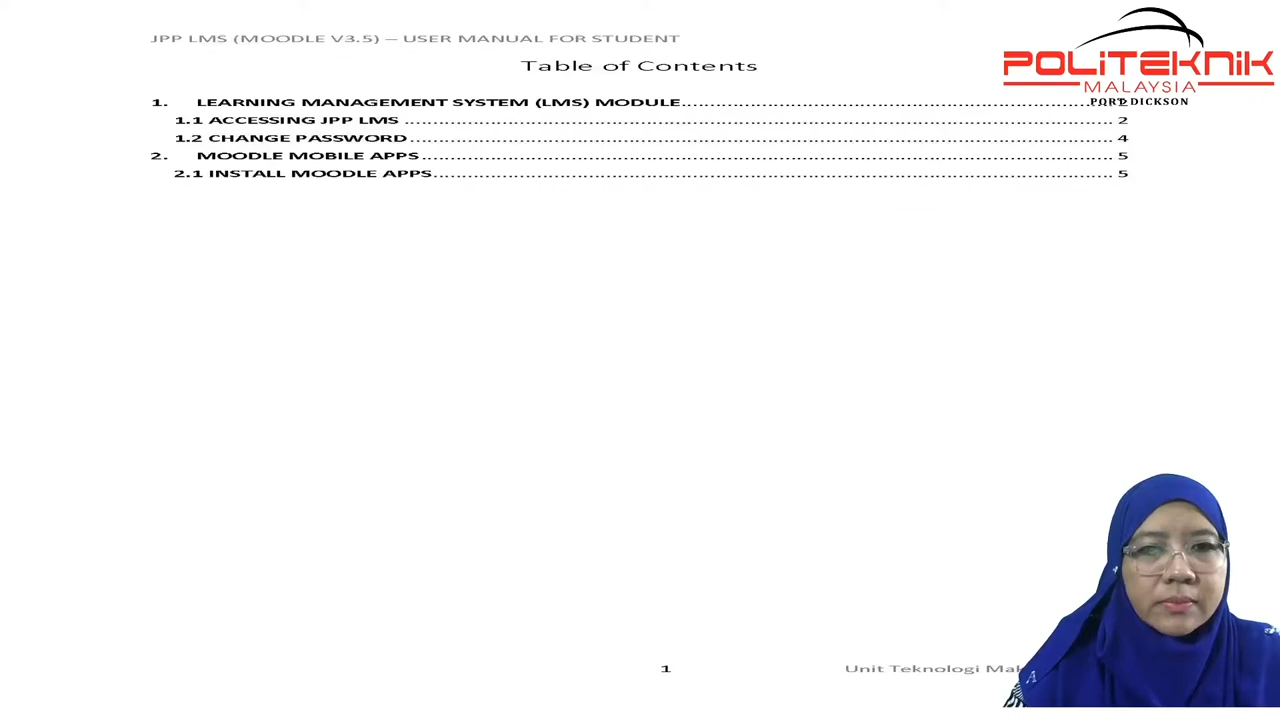 JPP LMS (MOODLE V3.5) – USER MANUAL FOR STUDENT
POLITEKNIK
MALAYSIA
PORT DICKSON
Table of Contents
1. LEARNING MANAGEMENT SYSTEM (LMS) MODULE.................... 2
1.1 ACCESSING JPP LMS .................... 2
1.2 CHANGE PASSWORD .................... 4
2. MOODLE MOBILE APPS .................... 5
2.1 INSTALL MOODLE APPS .................... 5
1
Unit Teknologi